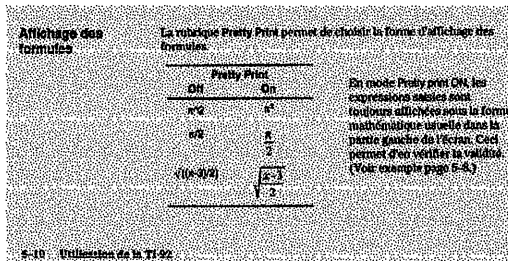 Affichage des
formules
La rubrique Pretty Print permet de choisir la forme d'affichage des
formules.
Pretty Print
Off On
π^2 π²
π/2 π/2
√((x-3)/2) √((x-3)/2)
En mode Pretty print ON, les
expressions saisies sont
toujours affichées sous la forme
mathématique usuelle dans la
partie gauche de l'écran. Ceci
permet d'en vérifier la validité.
(Voir exemple page 5-8.)
5-10 Utilisation de la TI-92